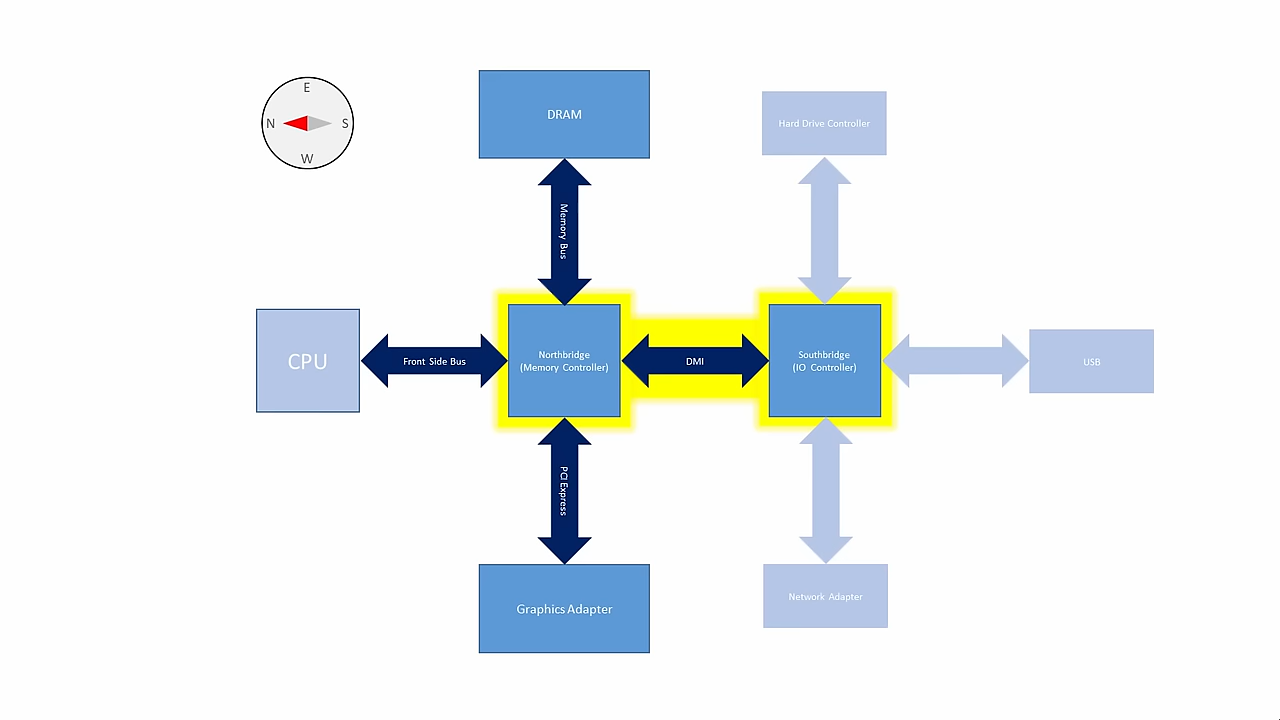 E
N
S
W
DRAM
Hard Drive Controller
Memory Bus
CPU
Front Side Bus
Northbridge
(Memory Controller)
DMI
Southbridge
(IO Controller)
USB
PCI Express
Graphics Adapter
Network Adapter